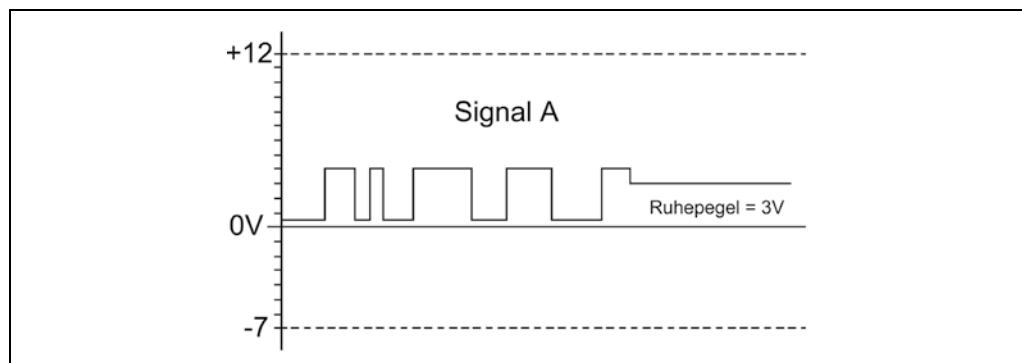 +12
Signal A
Ruhepegel = 3V
0V
-7